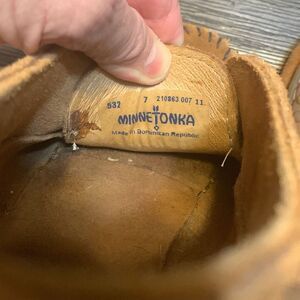 532 7 210863 007 11
MINNETONKA
Made in Dominican Republic